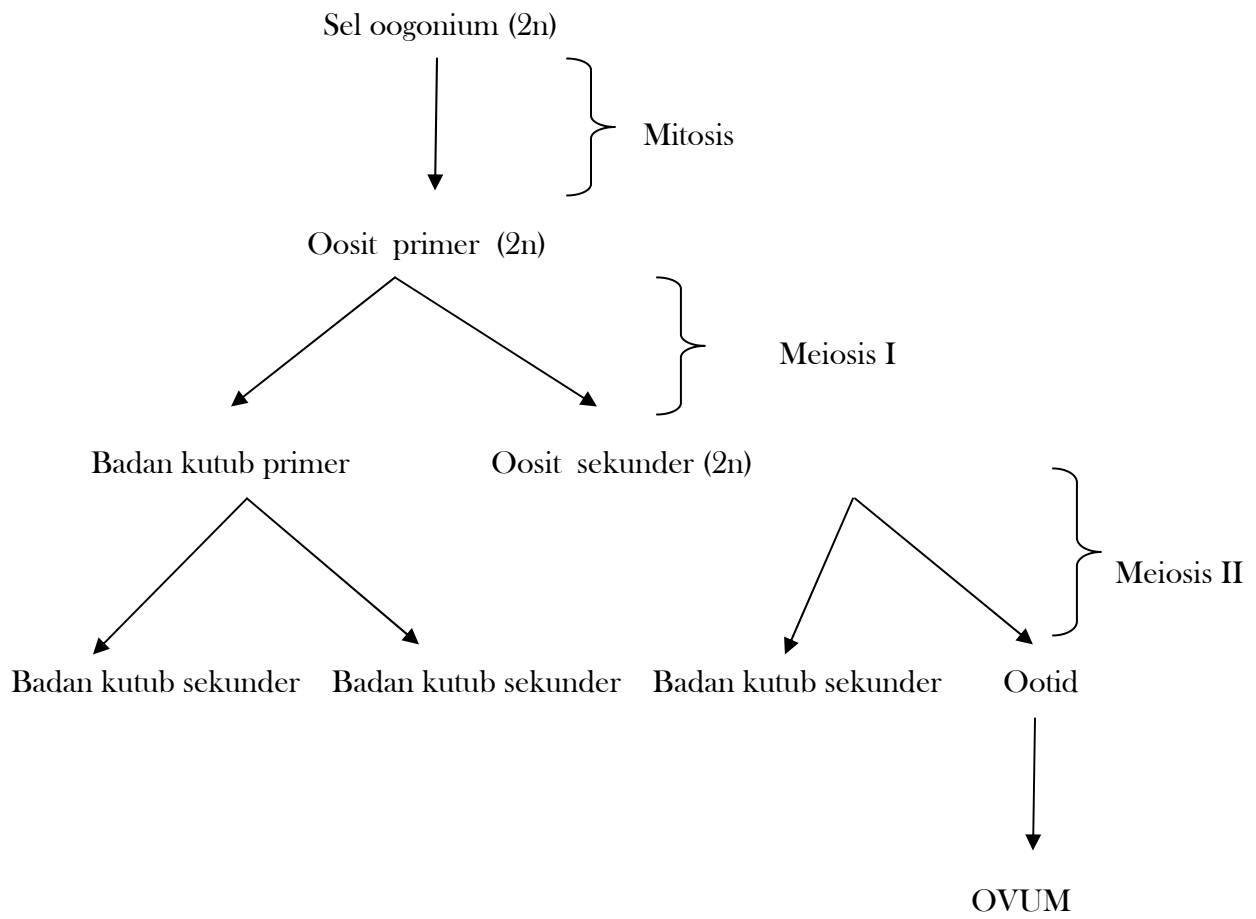 Sel oogonium (2n)
Mitosis
Oosit primer (2n)
Meiosis I
Badan kutub primer
Oosit sekunder (2n)
Meiosis II
Badan kutub sekunder
Badan kutub sekunder
Badan kutub sekunder
Ootid
OVUM